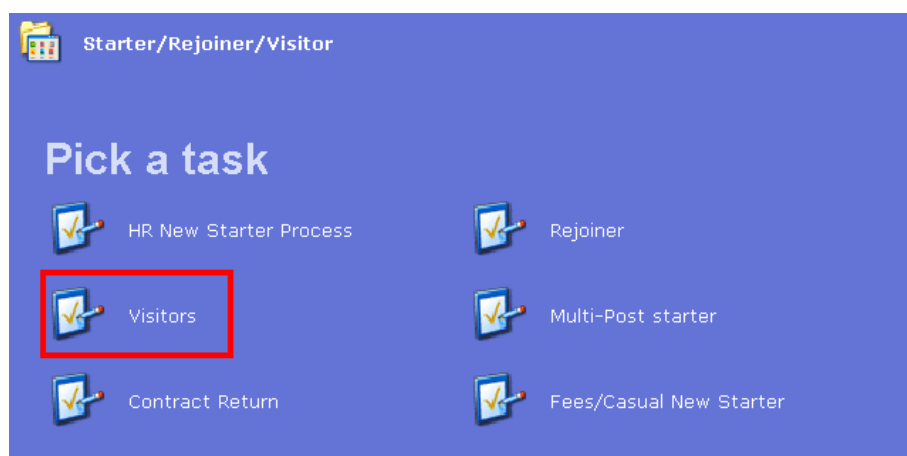 Starter/Rejoiner/Visitor
Pick a task
HR New Starter Process
Rejoiner
Visitors
Multi-Post starter
Contract Return
Fees/Casual New Starter